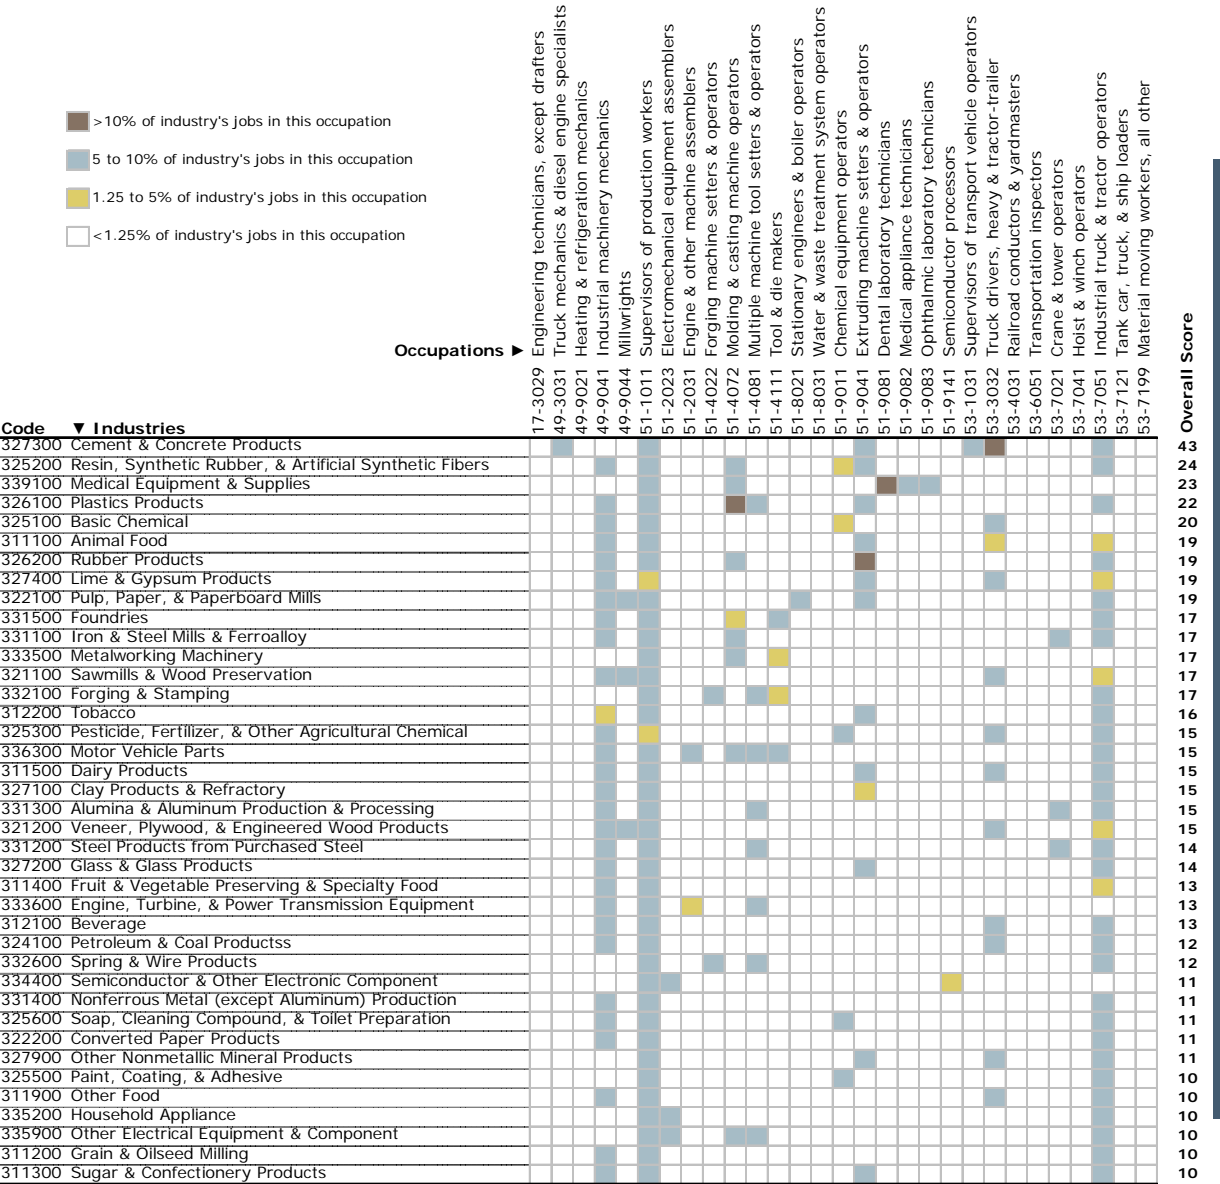 >10% of industry's jobs in this occupation
5 to 10% of industry's jobs in this occupation
1.25 to 5% of industry's jobs in this occupation
<1.25% of industry's jobs in this occupation
Occupations ►
17-3029 Engineering technicians, except drafters
49-3031 Truck mechanics & diesel engine specialists
49-9021 Heating & refrigeration mechanics
49-9041 Industrial machinery mechanics
49-9044 Millwrights
51-1011 Supervisors of production workers
51-2023 Electromechanical equipment assemblers
51-2031 Engine & other machine assemblers
51-4022 Forging machine setters & operators
51-4072 Molding & casting machine operators
51-4081 Multiple machine tool setters & operators
51-4111 Tool & die makers
51-8021 Stationary engineers & boiler operators
51-8031 Water & waste treatment system operators
51-9011 Chemical equipment operators
51-9041 Extruding machine setters & operators
51-9081 Dental laboratory technicians
51-9082 Medical appliance technicians
51-9083 Ophthalmic laboratory technicians
51-9141 Semiconductor processors
53-1031 Supervisors of transport vehicle operators
53-3032 Truck drivers, heavy & tractor-trailer
53-4031 Railroad conductors & yardmasters
53-6051 Transportation inspectors
53-7021 Crane & tower operators
53-7041 Hoist & winch operators
53-7051 Industrial truck & tractor operators
53-7121 Tank car, truck, & ship loaders
53-7199 Material moving workers, all other
Overall Score
Code ▼ Industries
327300 Cement & Concrete Products 43
325200 Resin, Synthetic Rubber, & Artificial Synthetic Fibers 24
339100 Medical Equipment & Supplies 23
326100 Plastics Products 22
325100 Basic Chemical 20
311100 Animal Food 19
326200 Rubber Products 19
327400 Lime & Gypsum Products 19
322100 Pulp, Paper, & Paperboard Mills 19
331500 Foundries 17
331100 Iron & Steel Mills & Ferroalloy 17
333500 Metalworking Machinery 17
321100 Sawmills & Wood Preservation 17
332100 Forging & Stamping 17
312200 Tobacco 16
325300 Pesticide, Fertilizer, & Other Agricultural Chemical 15
336300 Motor Vehicle Parts 15
311500 Dairy Products 15
327100 Clay Products & Refractory 15
331300 Alumina & Aluminum Production & Processing 15
321200 Veneer, Plywood, & Engineered Wood Products 15
331200 Steel Products from Purchased Steel 14
327200 Glass & Glass Products 14
311400 Fruit & Vegetable Preserving & Specialty Food 13
333600 Engine, Turbine, & Power Transmission Equipment 13
312100 Beverage 13
324100 Petroleum & Coal Productss 12
332600 Spring & Wire Products 12
334400 Semiconductor & Other Electronic Component 11
331400 Nonferrous Metal (except Aluminum) Production 11
325600 Soap, Cleaning Compound, & Toilet Preparation 11
322200 Converted Paper Products 11
327900 Other Nonmetallic Mineral Products 11
325500 Paint, Coating, & Adhesive 10
311900 Other Food 10
335200 Household Appliance 10
335900 Other Electrical Equipment & Component 10
311200 Grain & Oilseed Milling 10
311300 Sugar & Confectionery Products 10